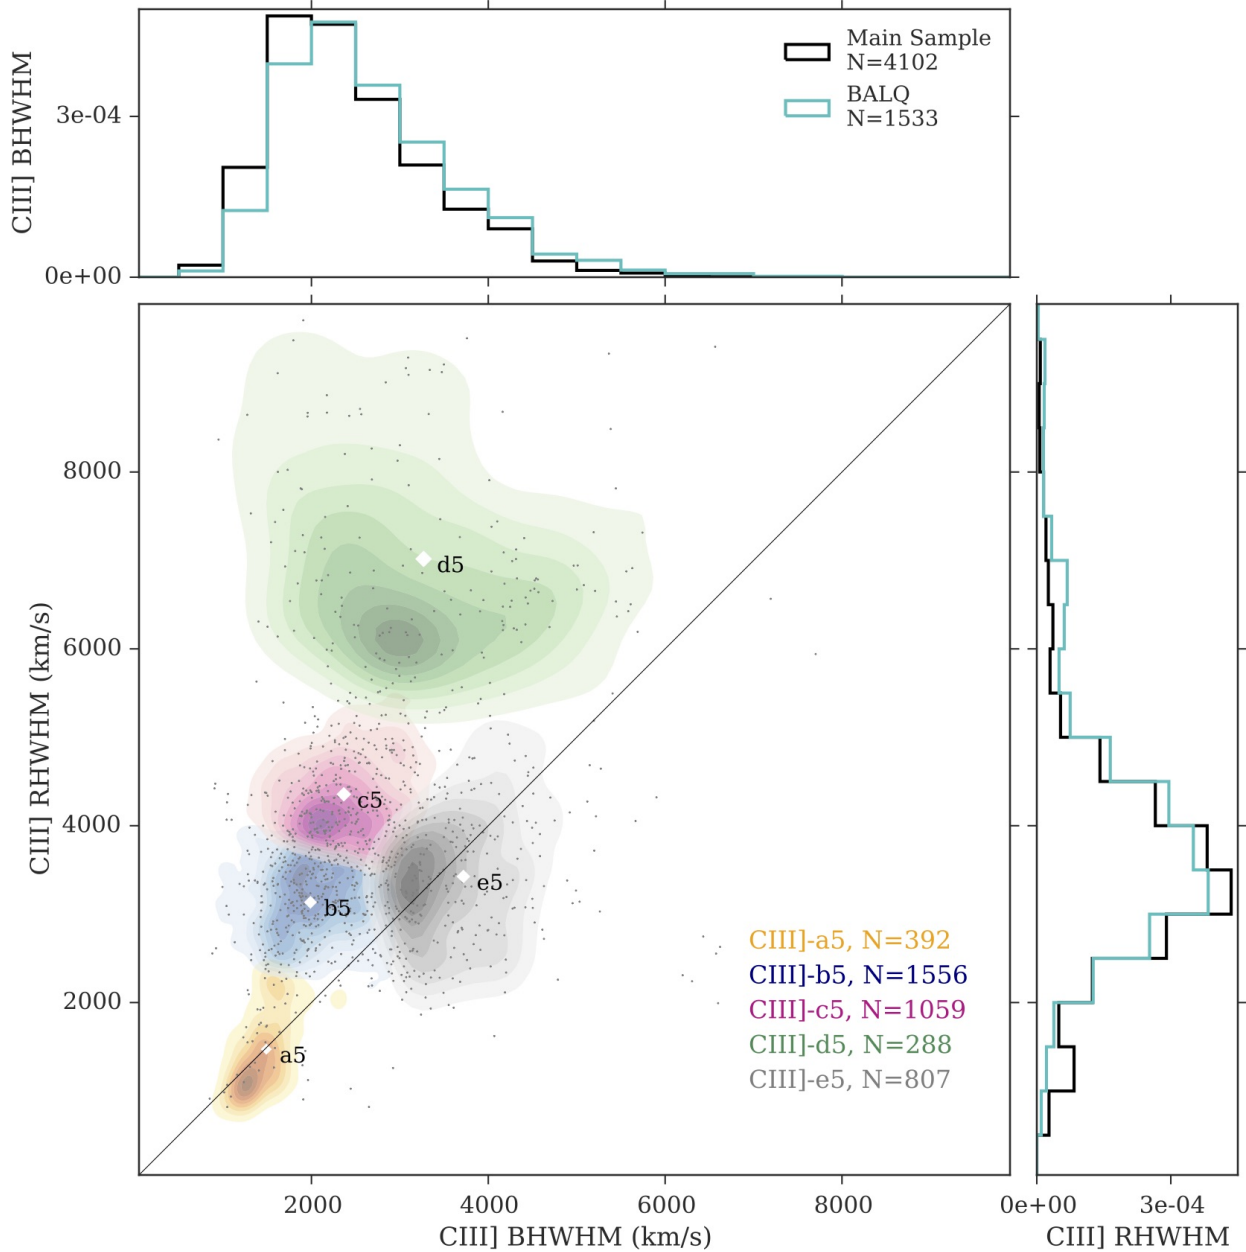 CIII] BHWHM
3e-04
0e+00
Main Sample
N=4102
BALQ
N=1533
CIII] RHWHM (km/s)
8000
6000
4000
2000
d5
c5
b5
e5
a5
CIII]-a5, N=392
CIII]-b5, N=1556
CIII]-c5, N=1059
CIII]-d5, N=288
CIII]-e5, N=807
2000 4000 6000 8000
CIII] BHWHM (km/s)
0e+00 3e-04
CIII] RHWHM